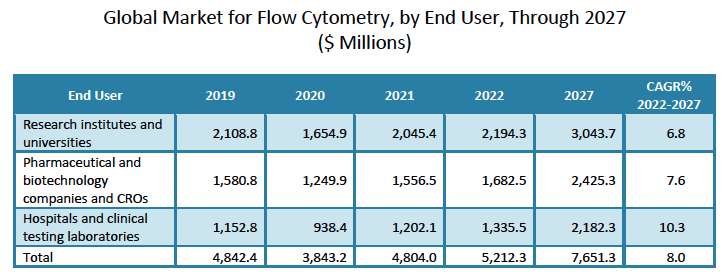 Global Market for Flow Cytometry, by End User, Through 2027
($ Millions)
End User 2019 2020 2021 2022 2027 CAGR%
2022-2027
Research institutes and
universities 2,108.8 1,654.9 2,045.4 2,194.3 3,043.7 6.8
Pharmaceutical and
biotechnology
companies and CROs 1,580.8 1,249.9 1,556.5 1,682.5 2,425.3 7.6
Hospitals and clinical
testing laboratories 1,152.8 938.4 1,202.1 1,335.5 2,182.3 10.3
Total 4,842.4 3,843.2 4,804.0 5,212.3 7,651.3 8.0